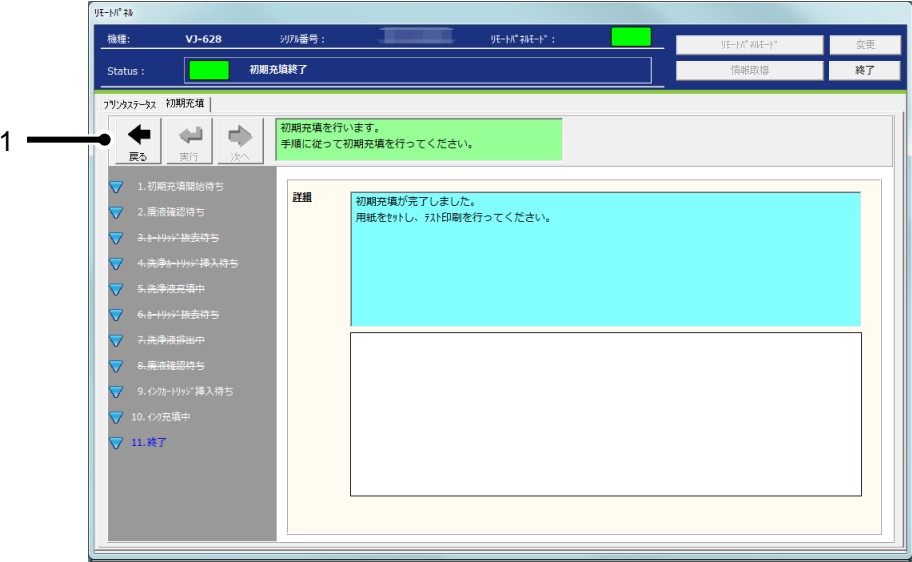 ﾘﾓｰﾄﾊﾟﾈﾙ
機種: VJ-628 ｼﾘｱﾙ番号 : ﾘﾓｰﾄﾊﾟﾈﾙﾓｰﾄﾞ :
ﾘﾓｰﾄﾊﾟﾈﾙﾓｰﾄﾞ 変更
Status : 初期充填終了
情報取得 終了
ﾌﾟﾘﾝﾀｽﾃｰﾀｽ 初期充填
1
戻る 実行 次へ
初期充填を行います。
手順に従って初期充填を行ってください。
1.初期充填開始待ち
2.廃液確認待ち
3.ｶｰﾄﾘｯｼﾞ抜去待ち
4.洗浄ｶｰﾄﾘｯｼﾞ挿入待ち
5.洗浄液充填中
6.ｶｰﾄﾘｯｼﾞ抜去待ち
7.洗浄液排出中
8.廃液確認待ち
9.ｲﾝｸｶｰﾄﾘｯｼﾞ挿入待ち
10.ｲﾝｸ充填中
11.終了
詳細
初期充填が完了しました。
用紙をｾｯﾄし、ﾃｽﾄ印刷を行ってください。